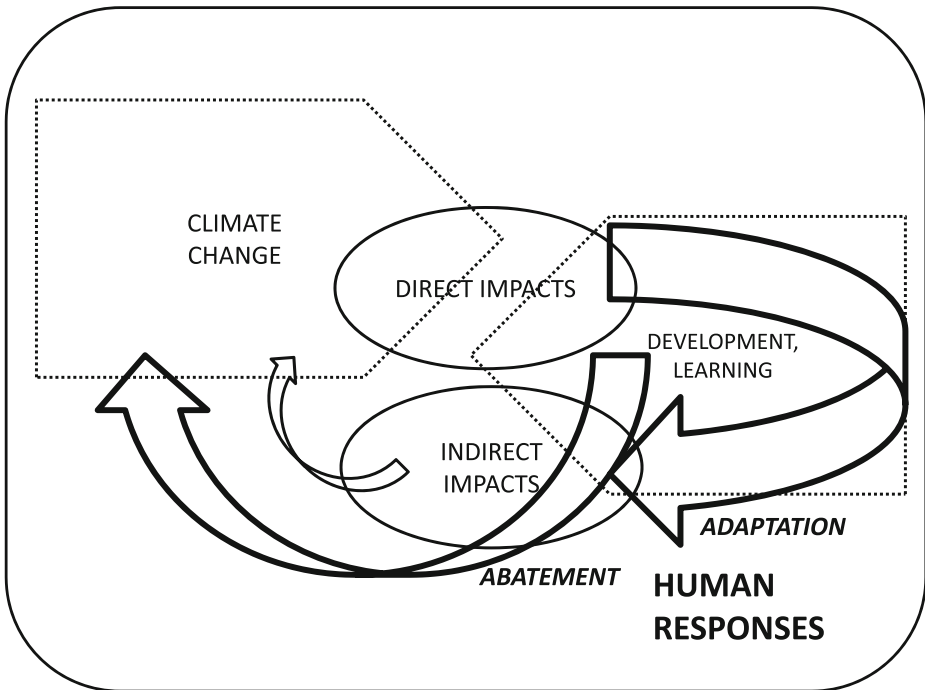 CLIMATE
CHANGE
DIRECT IMPACTS
DEVELOPMENT,
LEARNING
INDIRECT
IMPACTS
ADAPTATION
ABATEMENT
HUMAN
RESPONSES